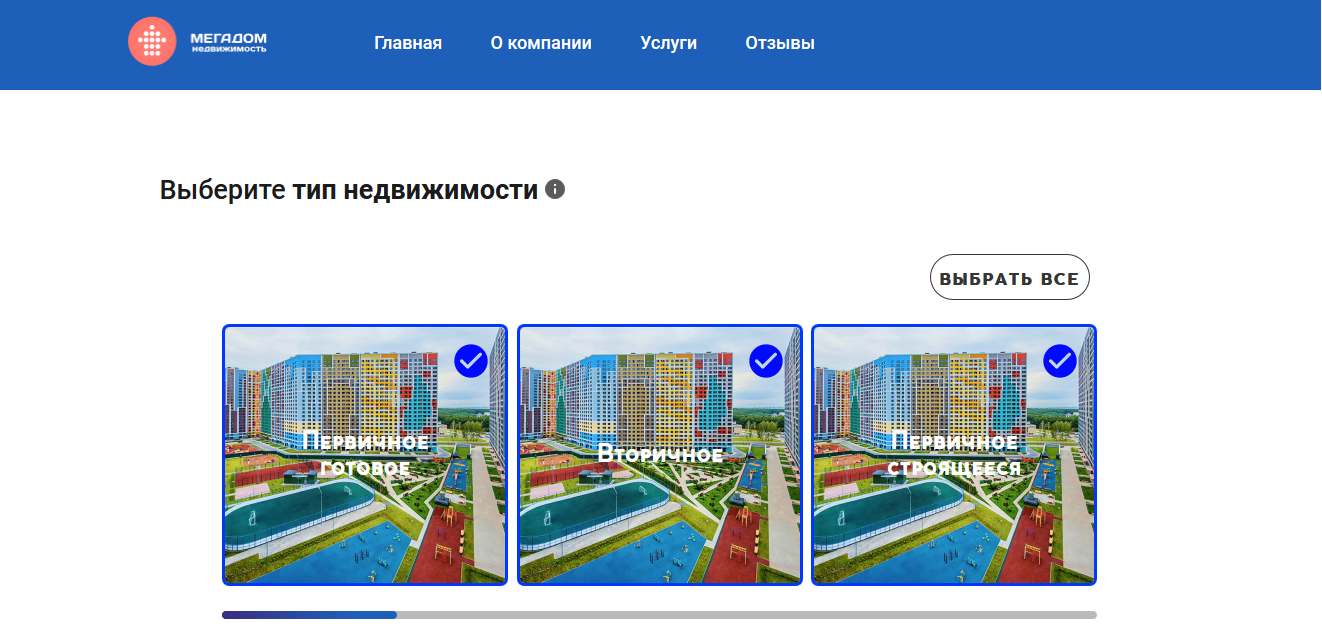 МЕГАДОМ
недвижимость
Главная
О компании
Услуги
Отзывы
Выберите тип недвижимости
ВЫБРАТЬ ВСЕ
Первичное
готовое
Вторичное
Первичное
строящееся